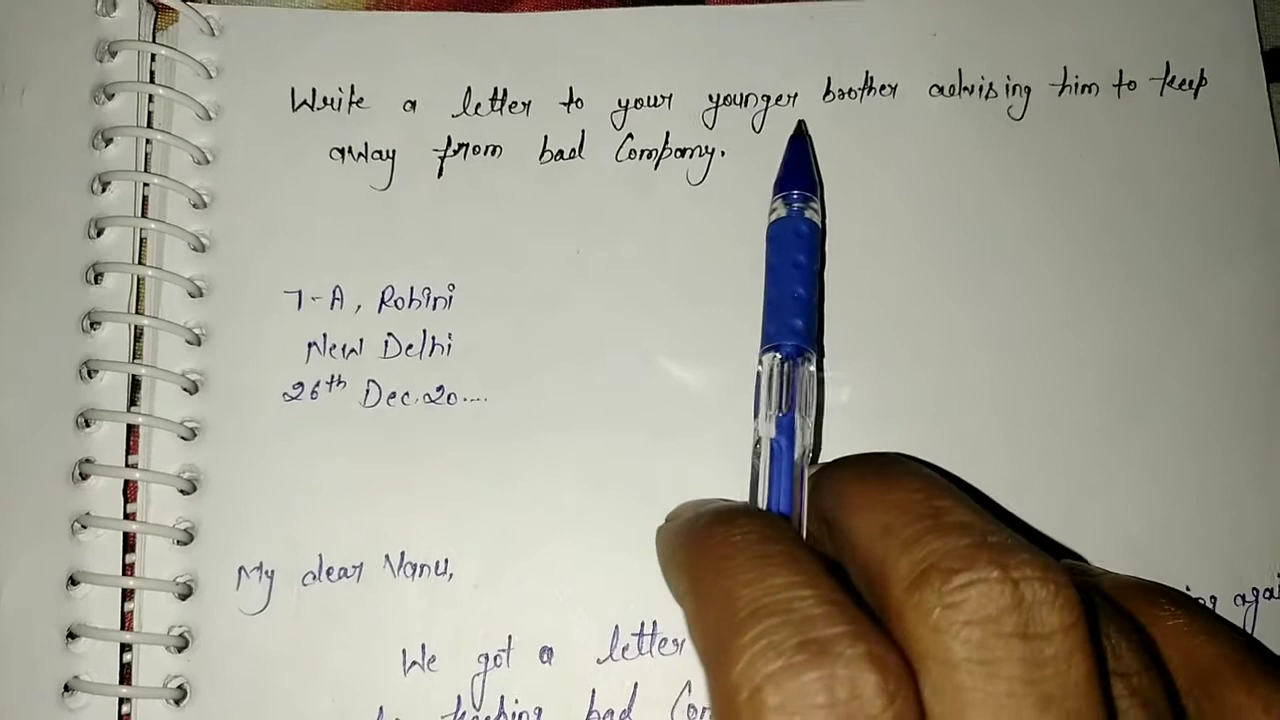 Write a letter to your younger brother advising him to keep
away from bad Company.
7-A, Rohini
New Delhi
26th Dec. 20....
My dear Nanu,
We got a letter
keeping bad